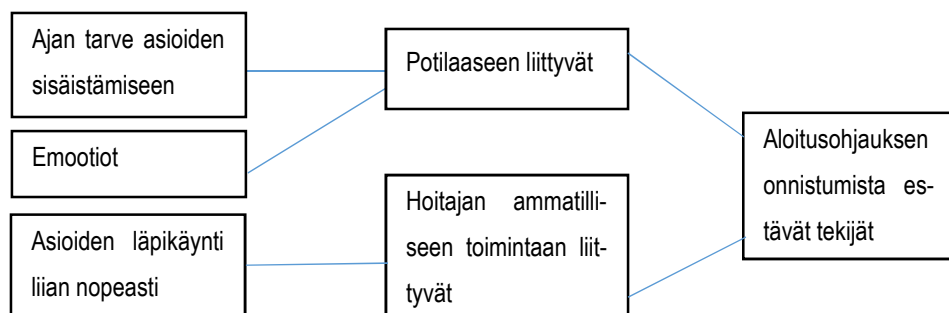 Ajan tarve asioiden
sisäistämiseen
Emootiot
Asioiden läpikäynti
liian nopeasti
Potilaaseen liittyvät
Hoitajan ammatilli-
seen toimintaan liit-
tyvät
Aloitusohjauksen
onnistumista es-
tävät tekijät